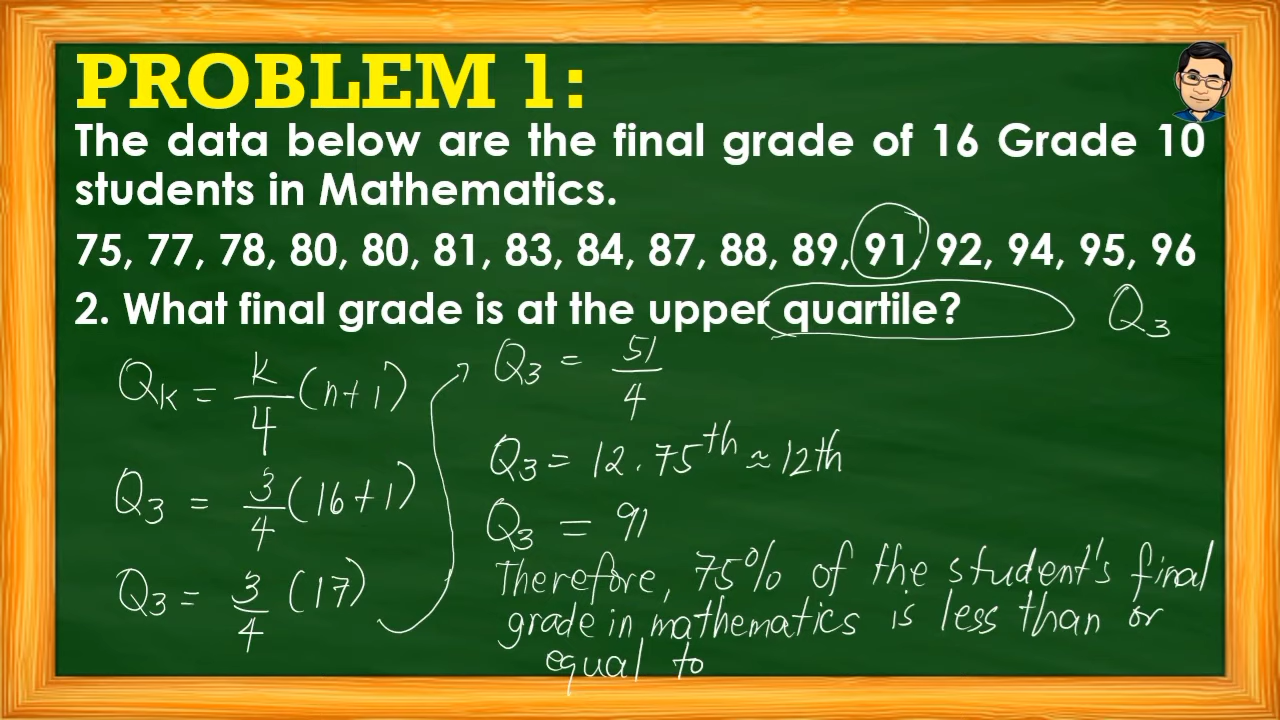 PROBLEM 1:
The data below are the final grade of 16 Grade 10
students in Mathematics.
75, 77, 78, 80, 80, 81, 83, 84, 87, 88, 89, 91, 92, 94, 95, 96
2. What final grade is at the upper quartile? Q₃
Qₖ = k/4 (n+1)
Q₃ = 3/4 (16+1)
Q₃ = 3/4 (17)
Q₃ = 51/4
Q₃ = 12.75th ≈ 12th
Q₃ = 91
Therefore, 75% of the student's final
grade in mathematics is less than or
equal to